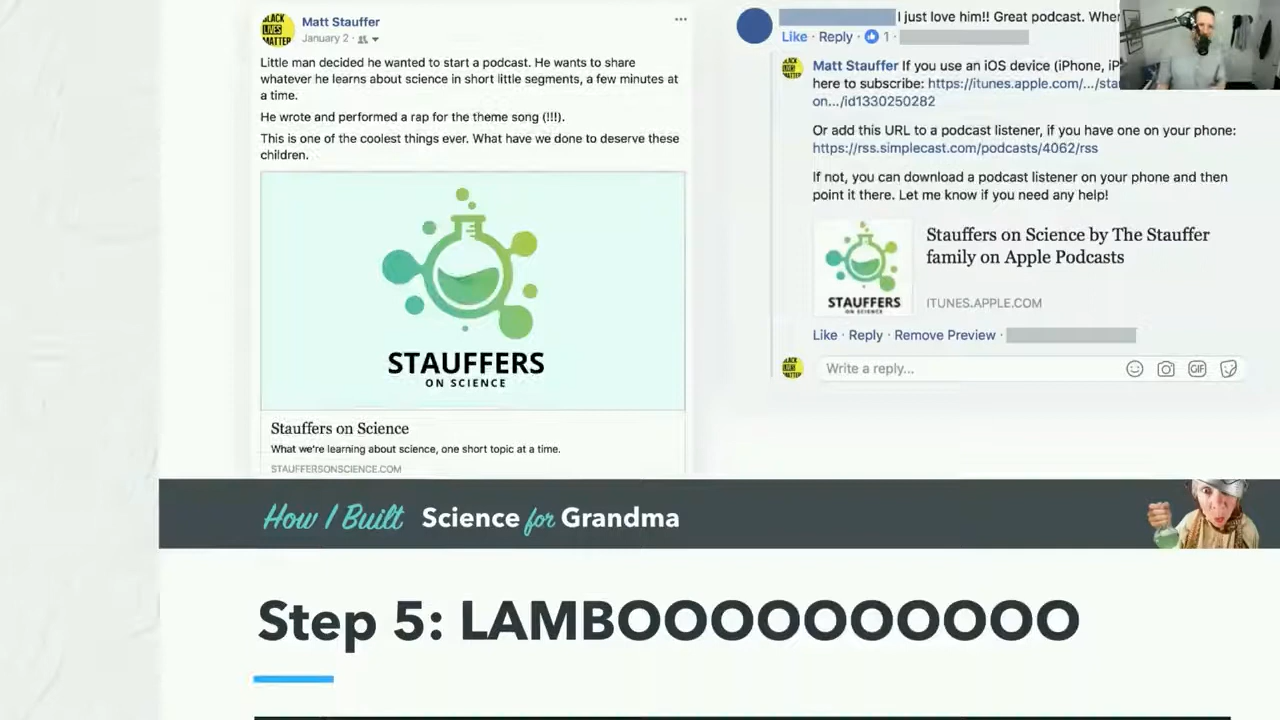 Matt Stauffer
January 2
Little man decided he wanted to start a podcast. He wants to share
whatever he learns about science in short little segments, a few minutes at
a time.
He wrote and performed a rap for the theme song (!!!).
This is one of the coolest things ever. What have we done to deserve these
children.
STAUFFERS
ON SCIENCE
Stauffers on Science
What we're learning about science, one short topic at a time.
STAUFFERSONSCIENCE.COM
BLACK
LIVES
MATTER
I just love him!! Great podcast.
Like · Reply · 1 ·
Matt Stauffer If you use an iOS device (iPhone,
here to subscribe: https://itunes.apple.com/.../
on.../id1330250282
Or add this URL to a podcast listener, if you have one on your phone:
https://rss.simplecast.com/podcasts/4062/rss
If not, you can download a podcast listener on your phone and then
point it there. Let me know if you need any help!
STAUFFERS
ON SCIENCE
Stauffers on Science by The Stauffer
family on Apple Podcasts
ITUNES.APPLE.COM
Like · Reply · Remove Preview ·
Write a reply...
GIF
How I Built Science for Grandma
Step 5: LAMBOOOOOOOOOOO